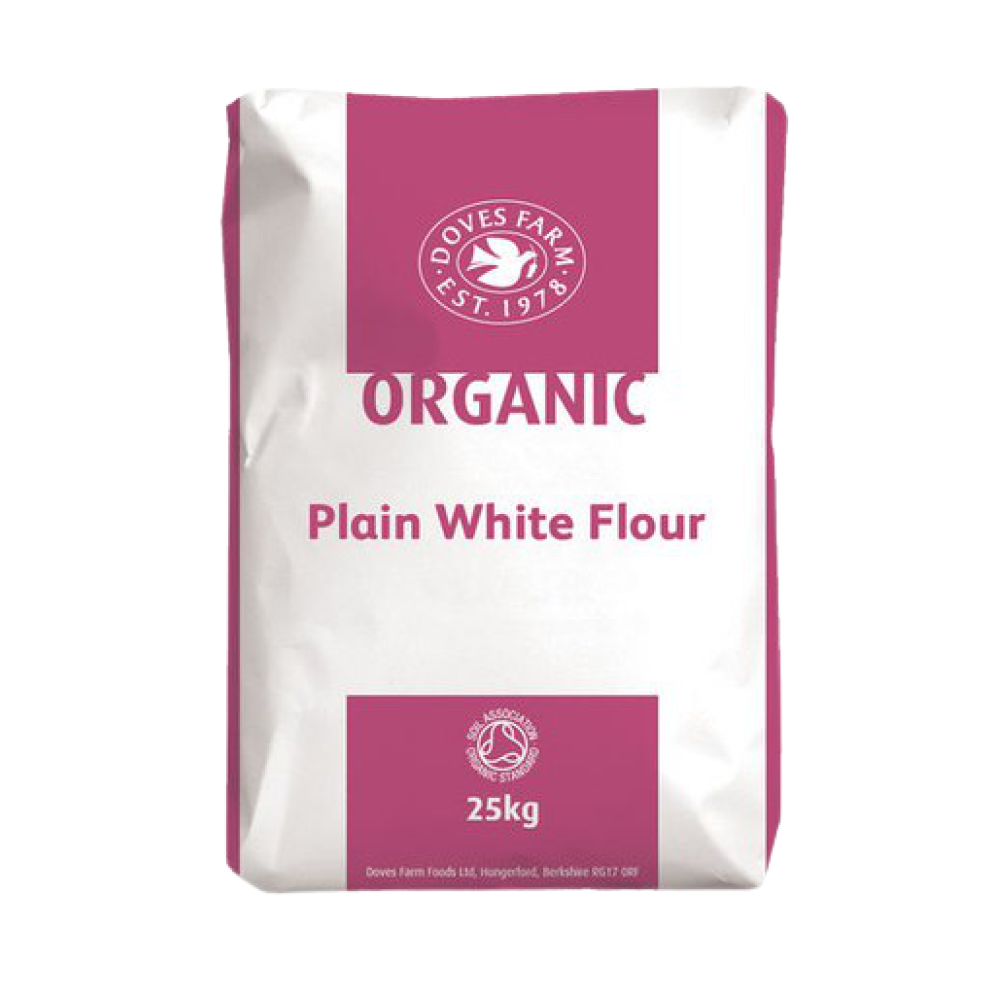 · DOVES FARM ·
EST. 1978
ORGANIC
Plain White Flour
SOIL ASSOCIATION
ORGANIC STANDARD
25kg
Doves Farm Foods Ltd, Hungerford, Berkshire RG17 0RF